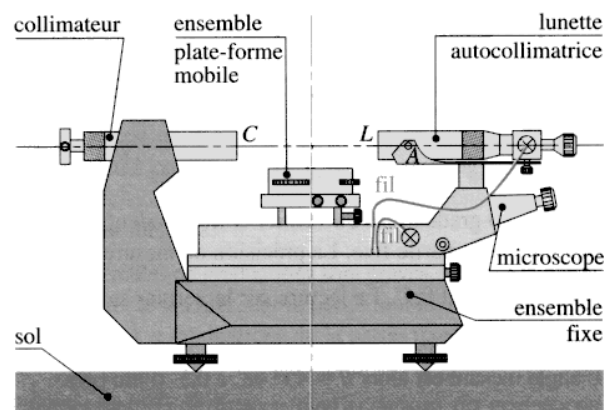 collimateur
ensemble
plate-forme
mobile
lunette
autocollimatrice
C
L
A
fil
fil
microscope
ensemble
fixe
sol